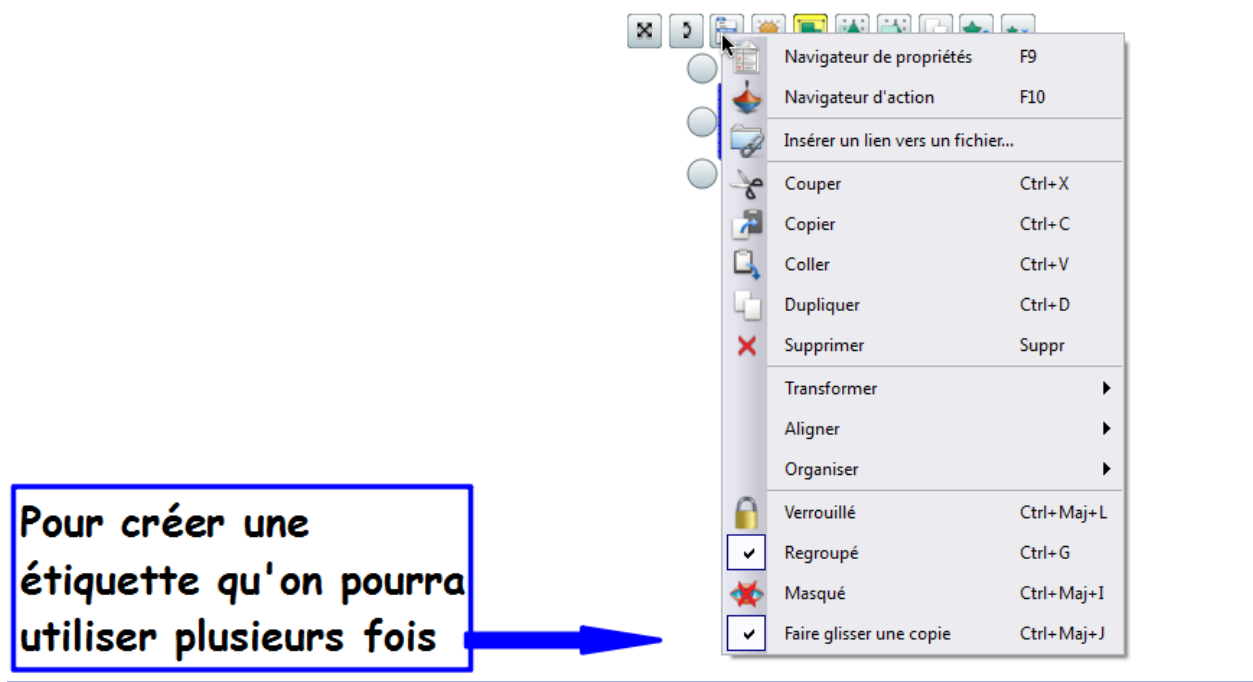 Navigateur de propriétés F9
Navigateur d'action F10
Insérer un lien vers un fichier...
Couper Ctrl+X
Copier Ctrl+C
Coller Ctrl+V
Dupliquer Ctrl+D
Supprimer Suppr
Transformer
Aligner
Organiser
Verrouillé Ctrl+Maj+L
Regroupé Ctrl+G
Masqué Ctrl+Maj+I
Faire glisser une copie Ctrl+Maj+J
Pour créer une
étiquette qu'on pourra
utiliser plusieurs fois